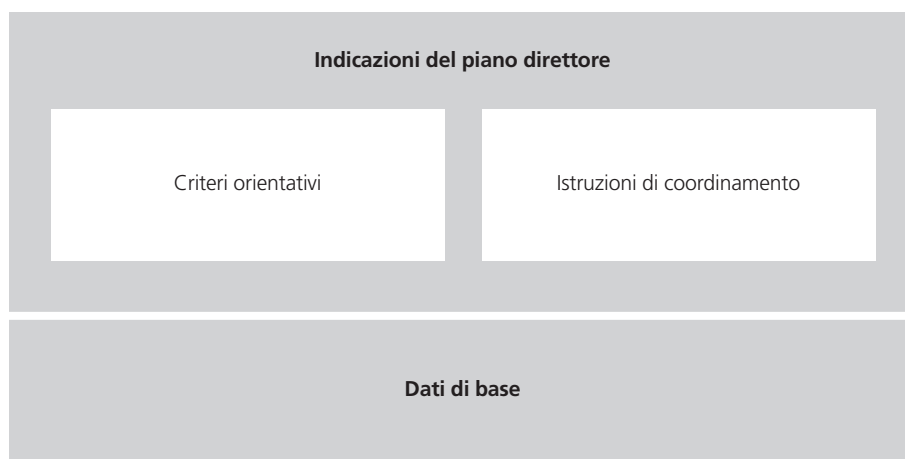 Indicazioni del piano direttore
Criteri orientativi
Istruzioni di coordinamento
Dati di base